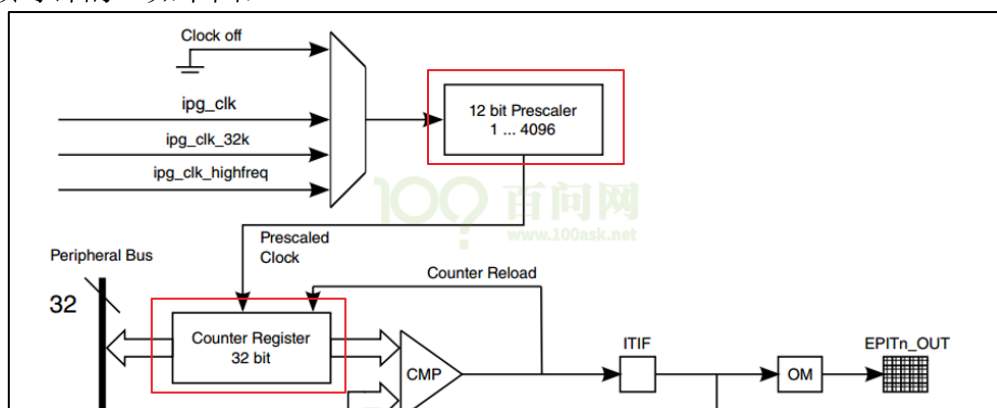 Clock off
ipg_clk
ipg_clk_32k
ipg_clk_highfreq
12 bit Prescaler
1 ... 4096
100 百问网
www.100ask.net
Prescaled
Clock
Peripheral Bus
32
Counter Reload
Counter Register
32 bit
CMP
ITIF
OM
EPITn_OUT